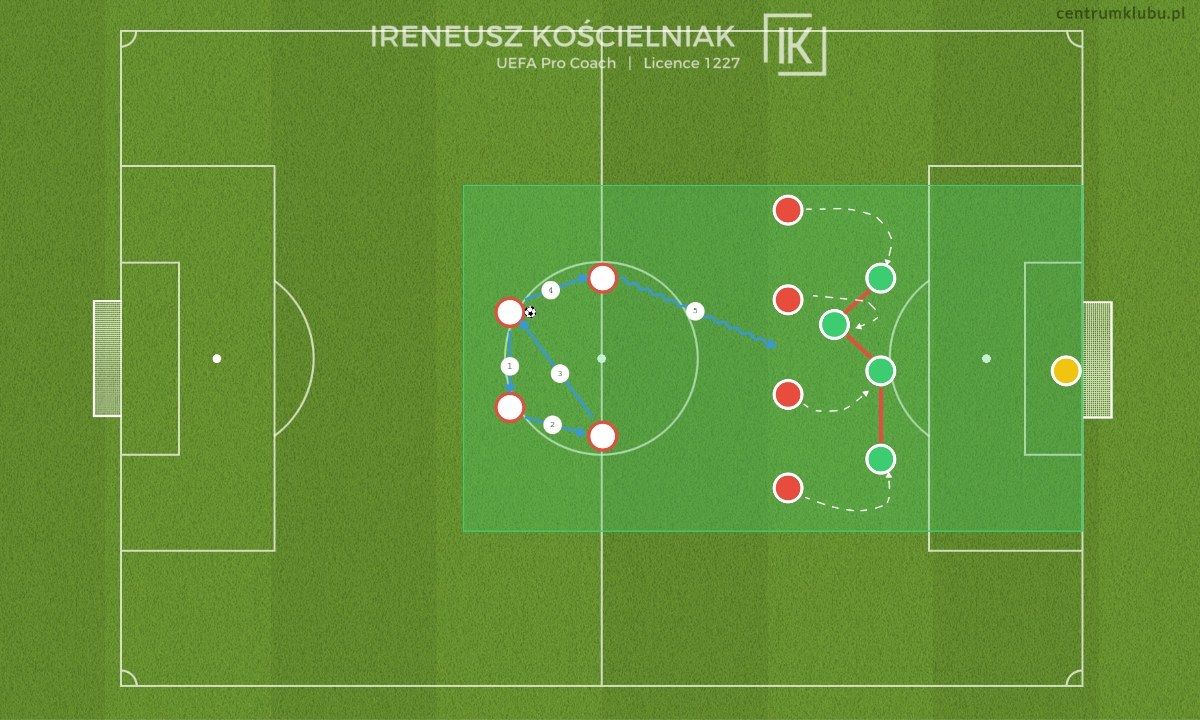 centrumklubu.pl
IRENEUSZ KOŚCIELNIAK
IK
UEFA Pro Coach | Licence 1227
4
5
1
3
2